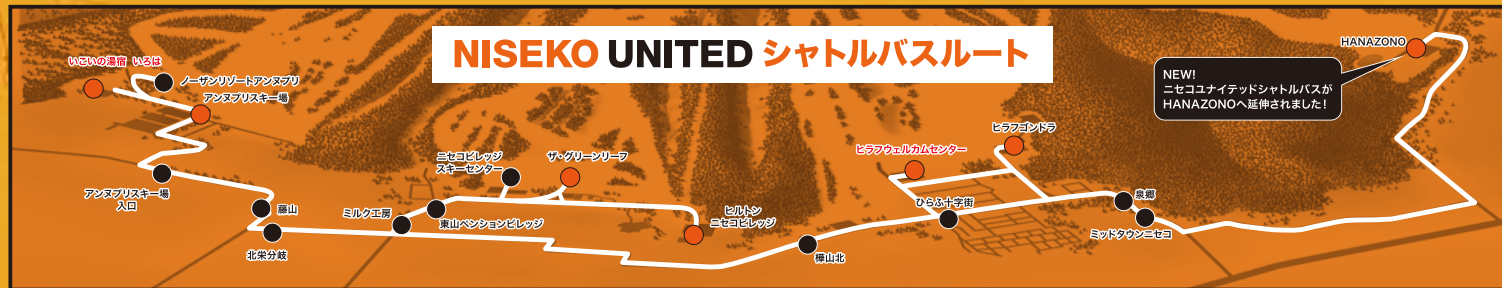 NISEKO UNITED シャトルバスルート
いこいの湯宿 いろは
ノーザンリゾートアンヌプリ
アンヌプリスキー場
アンヌプリスキー場
入口
藤山
北栄分岐
ミルク工房
東山ペンションビレッジ
ニセコビレッジ
スキーセンター
ザ・グリーンリーフ
ヒルトン
ニセコビレッジ
樺山北
ヒラフウェルカムセンター
ひらふ十字街
ヒラフゴンドラ
泉郷
ミッドタウンニセコ
HANAZONO
NEW!
ニセコユナイテッドシャトルバスが
HANAZONOへ延伸されました!